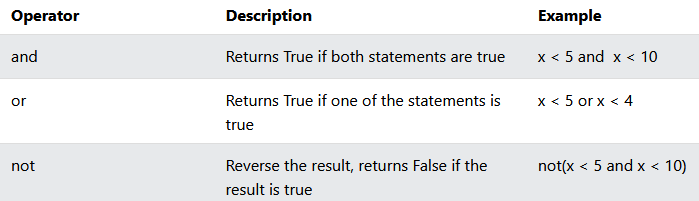 Operator Description Example
and Returns True if both statements are true x < 5 and  x < 10
or Returns True if one of the statements is x < 5 or x < 4
true
not Reverse the result, returns False if the not(x < 5 and x < 10)
result is true